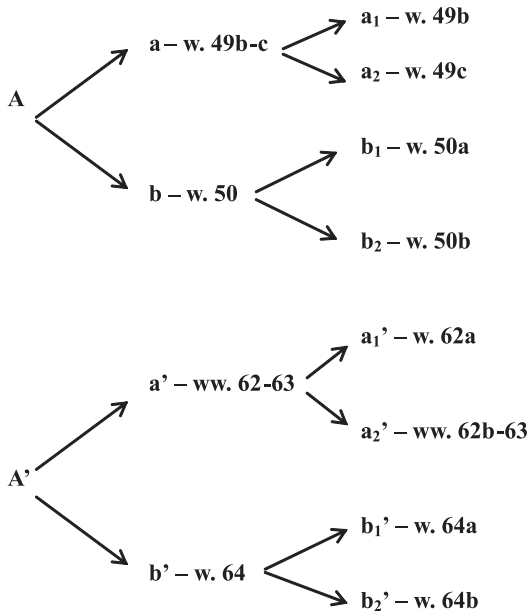 a₁ – w. 49b
a – w. 49b-c
a₂ – w. 49c
A
b₁ – w. 50a
b – w. 50
b₂ – w. 50b
a₁’ – w. 62a
a’ – ww. 62-63
a₂’ – ww. 62b-63
A’
b₁’ – w. 64a
b’ – w. 64
b₂’ – w. 64b